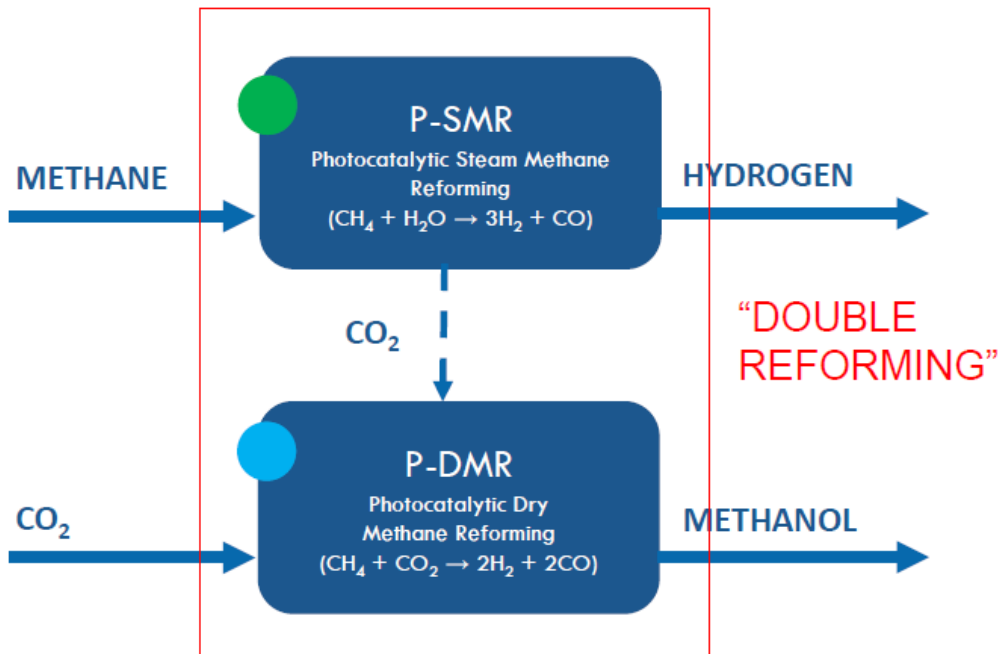 P-SMR
Photocatalytic Steam Methane
Reforming
(CH₄ + H₂O → 3H₂ + CO)
METHANE
HYDROGEN
CO₂
“DOUBLE
REFORMING”
P-DMR
Photocatalytic Dry
Methane Reforming
(CH₄ + CO₂ → 2H₂ + 2CO)
CO₂
METHANOL